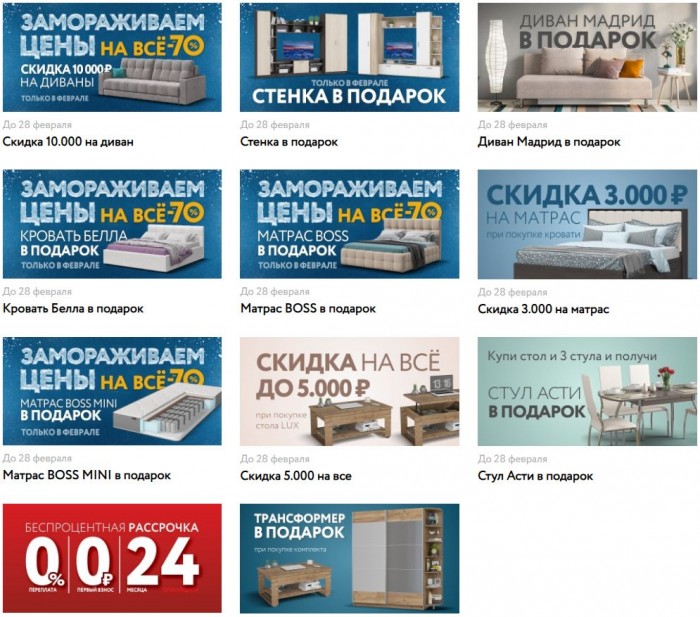 ЗАМОРАЖИВАЕМ
ЦЕНЫ НА ВСЁ-70%
СКИДКА 10 000 ₽
НА ДИВАНЫ
ТОЛЬКО В ФЕВРАЛЕ
До 28 февраля
Скидка 10.000 на диван
ТОЛЬКО В ФЕВРАЛЕ
СТЕНКА В ПОДАРОК
До 28 февраля
Стенка в подарок
ДИВАН МАДРИД
В ПОДАРОК
До 28 февраля
Диван Мадрид в подарок
ЗАМОРАЖИВАЕМ
ЦЕНЫ НА ВСЁ-70%
КРОВАТЬ БЕЛЛА
В ПОДАРОК
ТОЛЬКО В ФЕВРАЛЕ
До 28 февраля
Кровать Белла в подарок
ЗАМОРАЖИВАЕМ
ЦЕНЫ НА ВСЁ-70%
МАТРАС BOSS
В ПОДАРОК
ТОЛЬКО В ФЕВРАЛЕ
До 28 февраля
Матрас BOSS в подарок
СКИДКА 3.000 ₽
НА МАТРАС
при покупке кровати
До 28 февраля
Скидка 3.000 на матрас
ЗАМОРАЖИВАЕМ
ЦЕНЫ НА ВСЁ-70%
МАТРАС BOSS MINI
В ПОДАРОК
ТОЛЬКО В ФЕВРАЛЕ
До 28 февраля
Матрас BOSS MINI в подарок
СКИДКА НА ВСЁ
ДО 5.000 ₽
при покупке
стола LUX
13 16
До 28 февраля
Скидка 5.000 на все
Купи стол и 3 стула и получи
СТУЛ АСТИ
В ПОДАРОК
До 28 февраля
Стул Асти в подарок
БЕСПРОЦЕНТНАЯ РАССРОЧКА
0% 0₽ 24
ПЕРЕПЛАТА ПЕРВЫЙ ВЗНОС МЕСЯЦА
ТРАНСФОРМЕР
В ПОДАРОК
при покупке комплекта